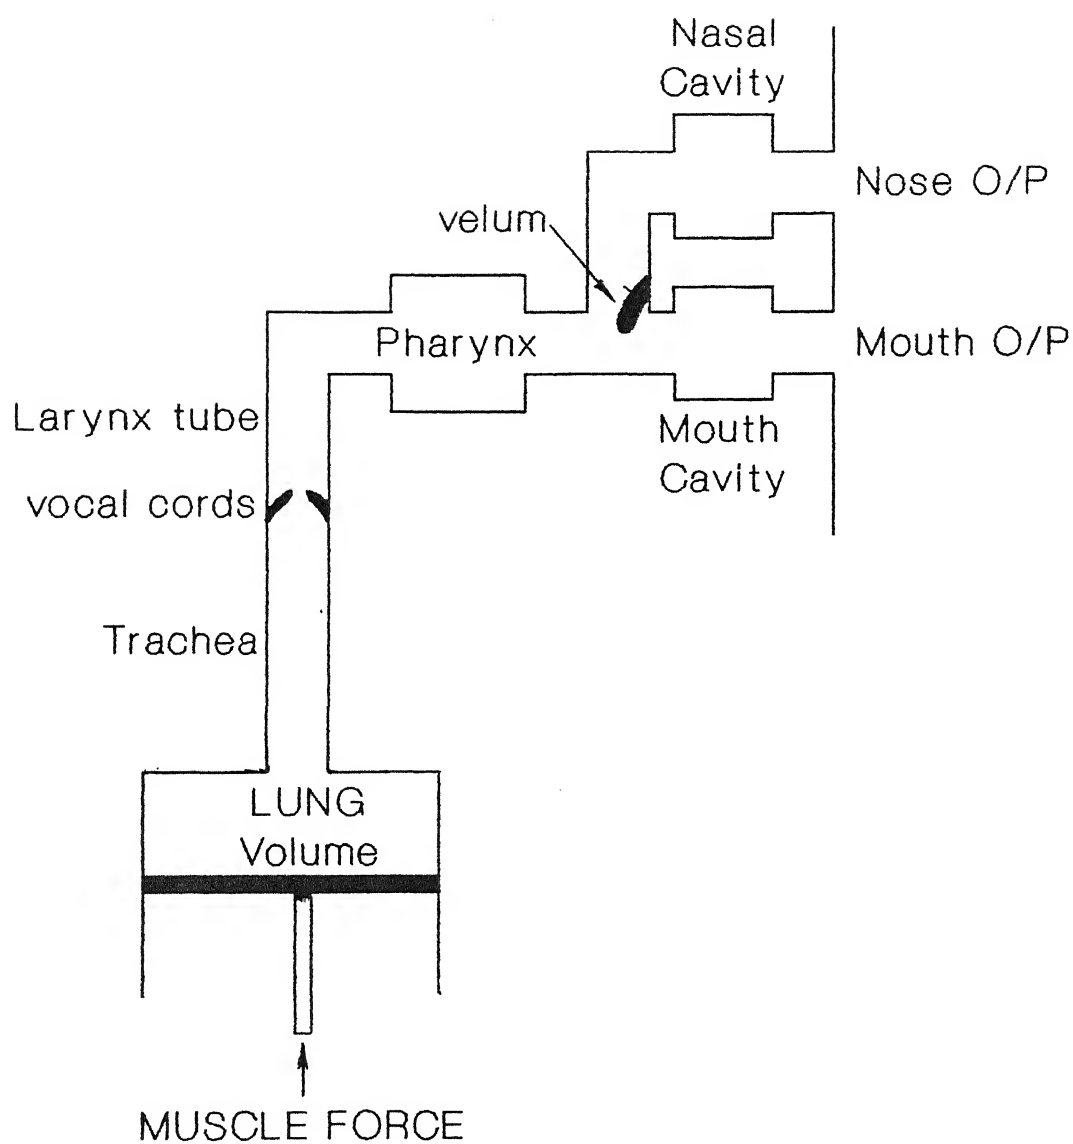 Nasal
Cavity
Nose O/P
velum
Pharynx
Mouth O/P
Larynx tube
Mouth
Cavity
vocal cords
Trachea
LUNG
Volume
MUSCLE FORCE